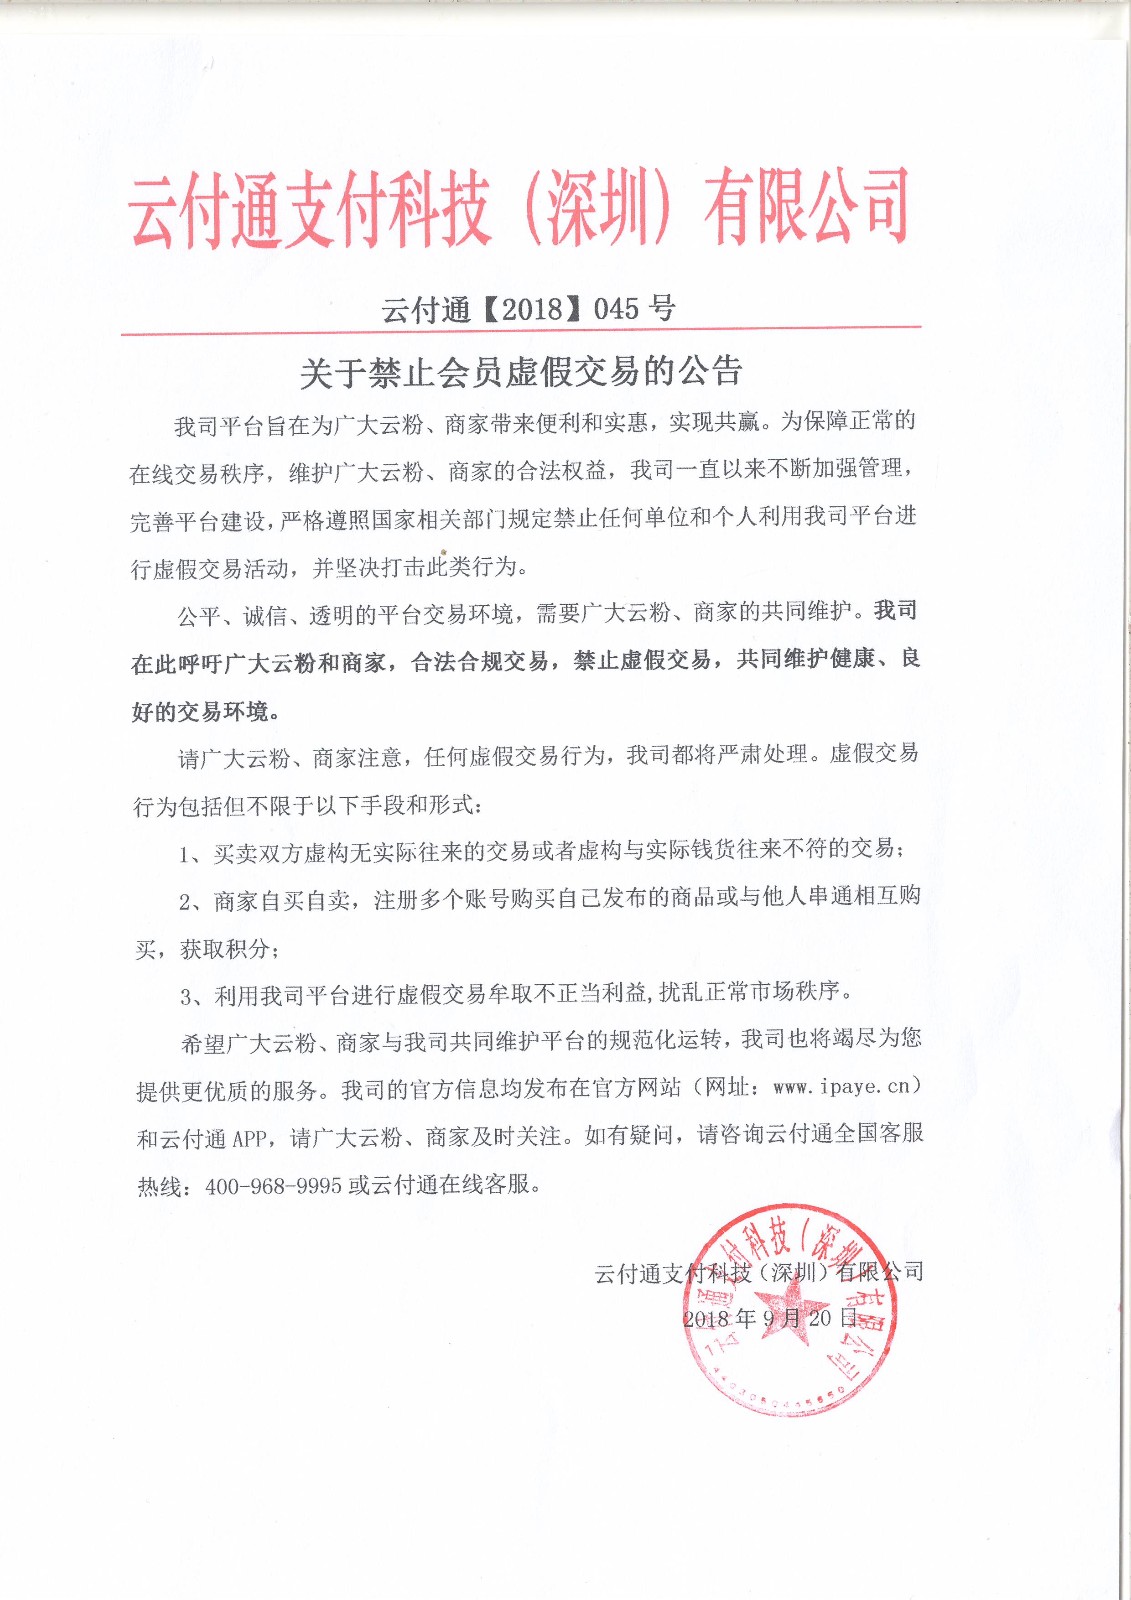 云付通支付科技（深圳）有限公司
云付通【2018】045 号
关于禁止会员虚假交易的公告
我司平台旨在为广大云粉、商家带来便利和实惠，实现共赢。为保障正常的
在线交易秩序，维护广大云粉、商家的合法权益，我司一直以来不断加强管理，
完善平台建设，严格遵照国家相关部门规定禁止任何单位和个人利用我司平台进
行虚假交易活动，并坚决打击此类行为。
公平、诚信、透明的平台交易环境，需要广大云粉、商家的共同维护。我司
在此呼吁广大云粉和商家，合法合规交易，禁止虚假交易，共同维护健康、良
好的交易环境。
请广大云粉、商家注意，任何虚假交易行为，我司都将严肃处理。虚假交易
行为包括但不限于以下手段和形式：
1、买卖双方虚构无实际往来的交易或者虚构与实际钱货往来不符的交易；
2、商家自买自卖，注册多个账号购买自己发布的商品或与他人串通相互购
买，获取积分；
3、利用我司平台进行虚假交易牟取不正当利益,扰乱正常市场秩序。
希望广大云粉、商家与我司共同维护平台的规范化运转，我司也将竭尽为您
提供更优质的服务。我司的官方信息均发布在官方网站（网址：www.ipaye.cn）
和云付通 APP，请广大云粉、商家及时关注。如有疑问，请咨询云付通全国客服
热线：400-968-9995 或云付通在线客服。
云付通支付科技（深圳）有限公司
2018 年 9 月 20 日
云付通支付科技（深圳）有限公司